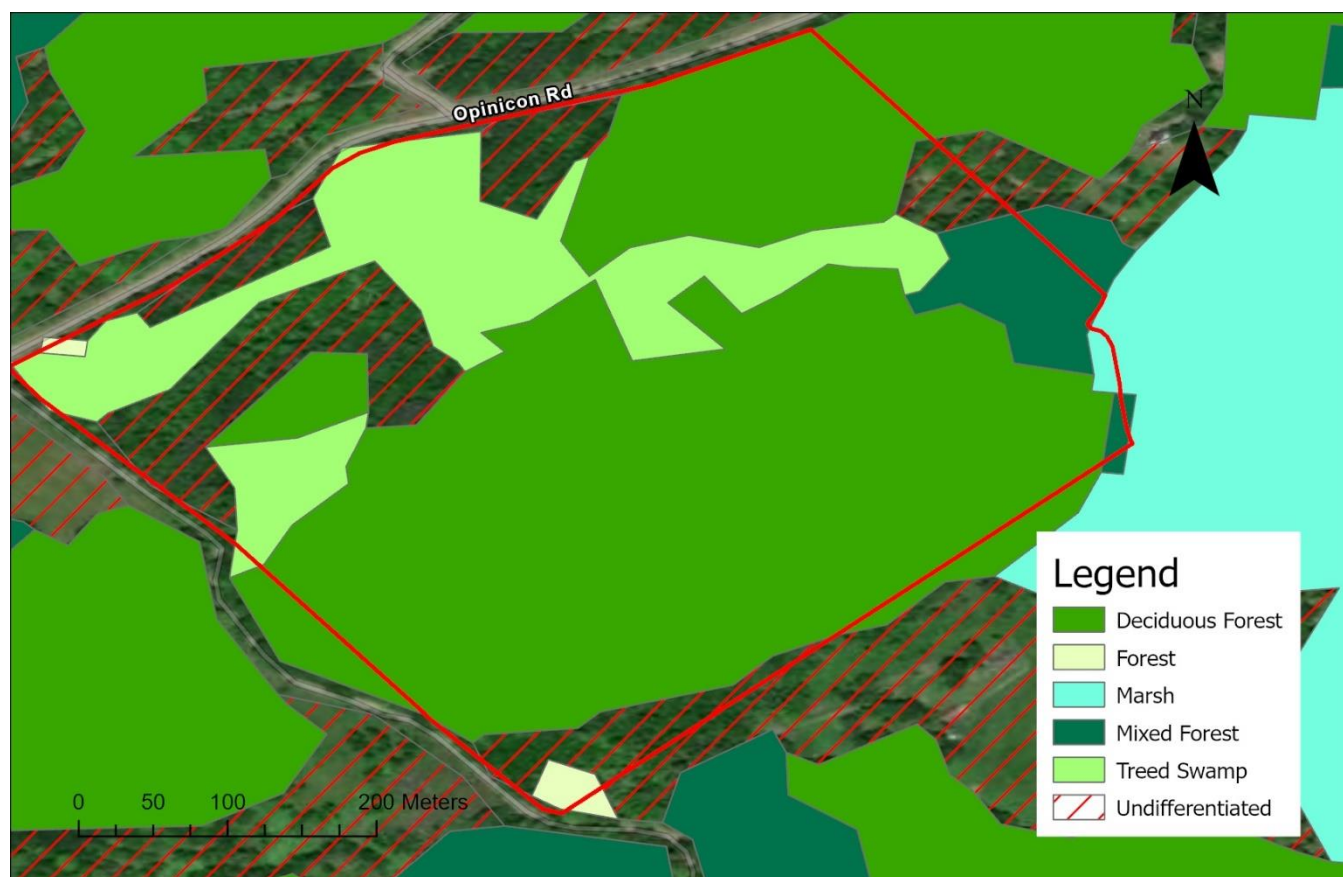 Opinicon Rd
N
Legend
Deciduous Forest
Forest
Marsh
Mixed Forest
Treed Swamp
Undifferentiated
0 50 100 200 Meters